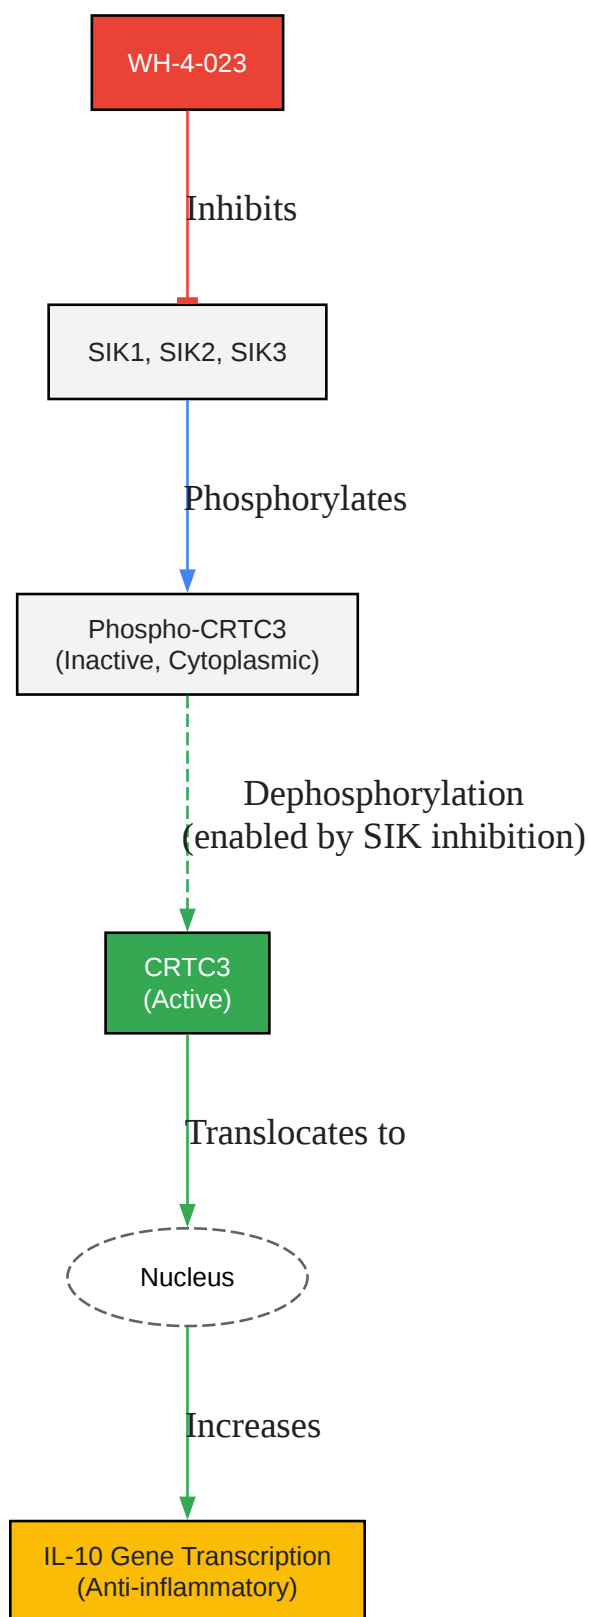 WH-4-023
Inhibits
SIK1, SIK2, SIK3
Phosphorylates
Phospho-CRTC3
(Inactive, Cytoplasmic)
Dephosphorylation
(enabled by SIK inhibition)
CRTC3
(Active)
Translocates to
Nucleus
Increases
IL-10 Gene Transcription
(Anti-inflammatory)